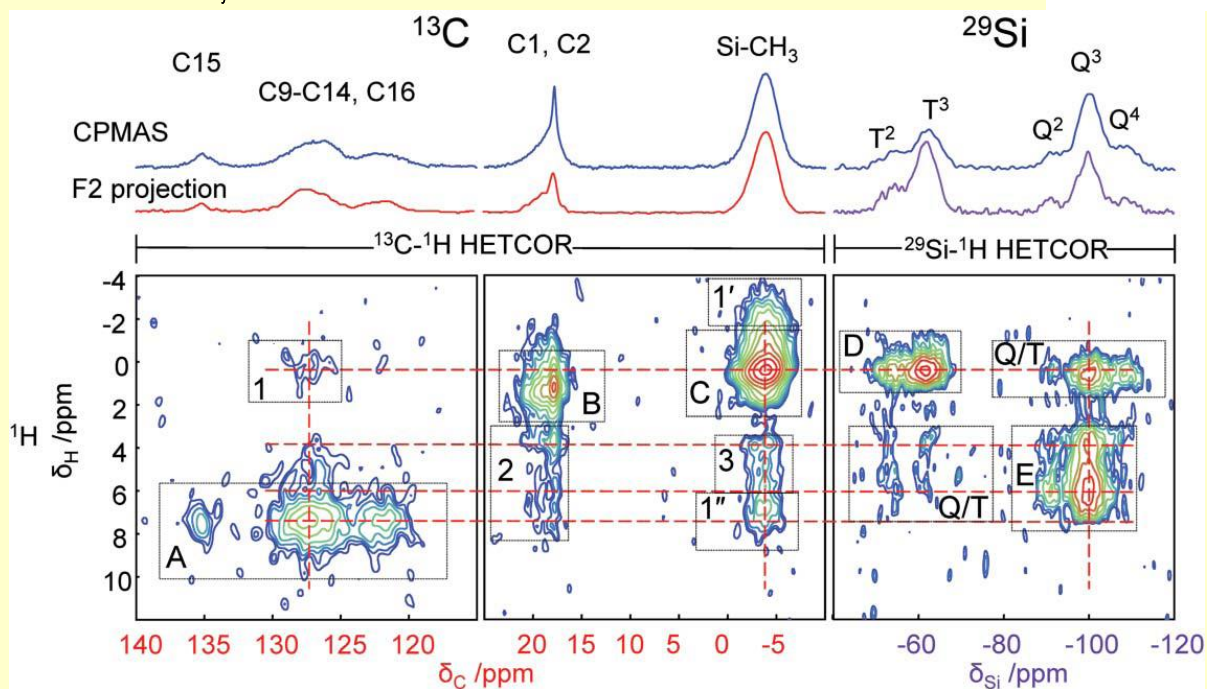 ¹³C
²⁹Si
C15
C9-C14, C16
C1, C2
Si-CH₃
T²
T³
Q²
Q³
Q⁴
CPMAS
F2 projection
¹³C-¹H HETCOR
²⁹Si-¹H HETCOR
-4
-2
0
2
4
6
8
10
¹H
δH /ppm
1
A
2
B
1′
C
3
1″
D
Q/T
Q/T
E
140 135 130 125 120
20 15 10 5 0 -5
-60 -80 -100 -120
δC /ppm
δSi /ppm